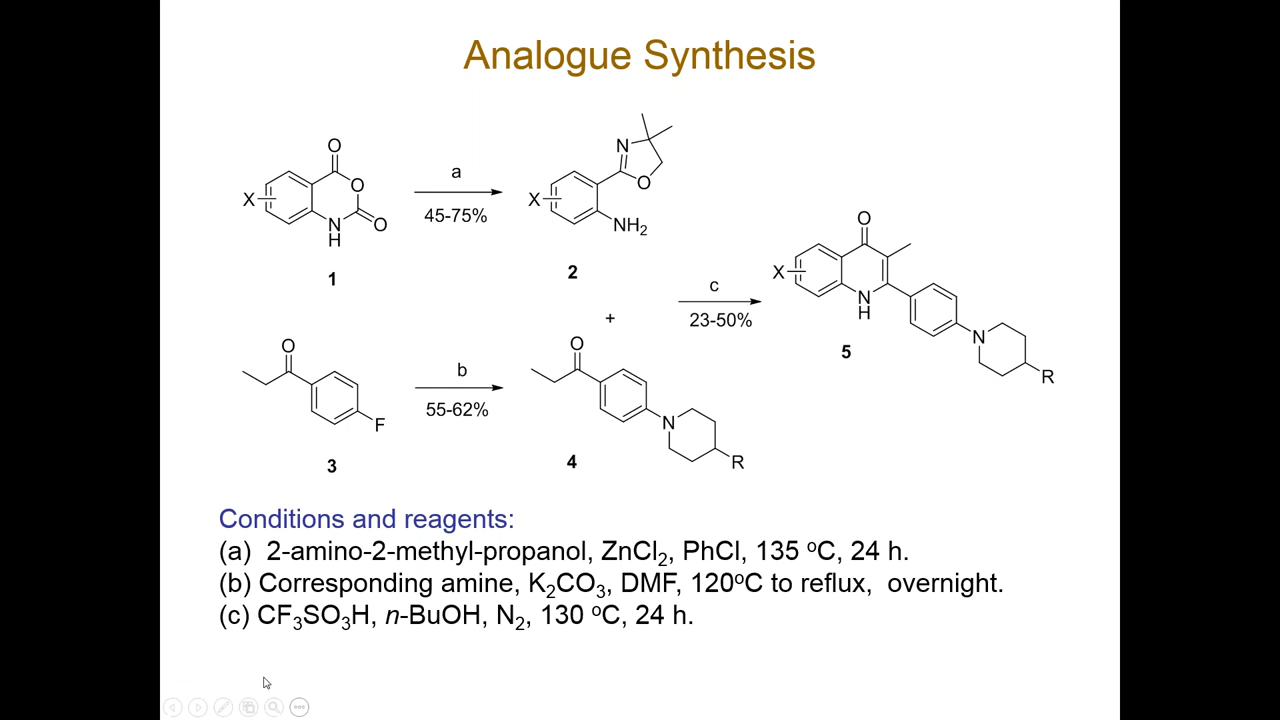 Analogue Synthesis
O
O
N
H
O
X
1
a
45-75%
N
O
X
NH₂
2
O
F
3
b
55-62%
+
O
N
R
4
c
23-50%
O
X
N
H
N
R
5
Conditions and reagents:
(a) 2-amino-2-methyl-propanol, ZnCl₂, PhCl, 135 ᵒC, 24 h.
(b) Corresponding amine, K₂CO₃, DMF, 120ᵒC to reflux, overnight.
(c) CF₃SO₃H, n-BuOH, N₂, 130 ᵒC, 24 h.